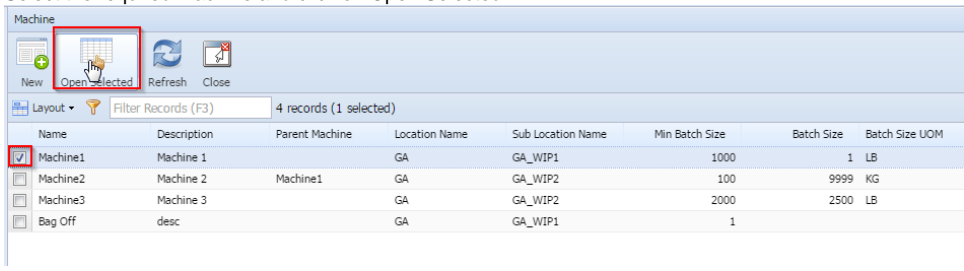 Machine
New Open Selected Refresh Close
Layout Filter Records (F3) 4 records (1 selected)
Name Description Parent Machine Location Name Sub Location Name Min Batch Size Batch Size Batch Size UOM
Machine1 Machine 1 GA GA_WIP1 1000 1 LB
Machine2 Machine 2 Machine1 GA GA_WIP2 100 9999 KG
Machine3 Machine 3 GA GA_WIP2 2000 2500 LB
Bag Off desc GA GA_WIP1 1